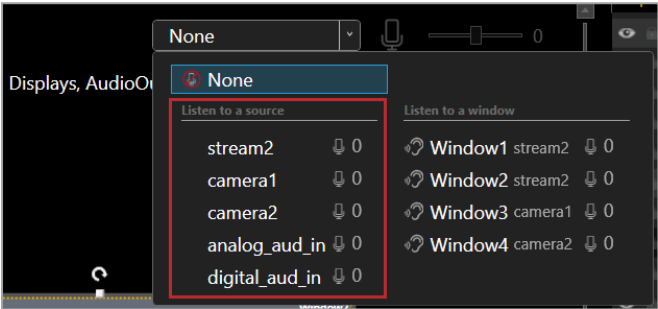 None
0
Displays, AudioOu
None
Listen to a source
Listen to a window
stream2 0
Window1 stream2 0
camera1 0
Window2 stream2 0
camera2 0
Window3 camera1 0
analog_aud_in 0
Window4 camera2 0
digital_aud_in 0